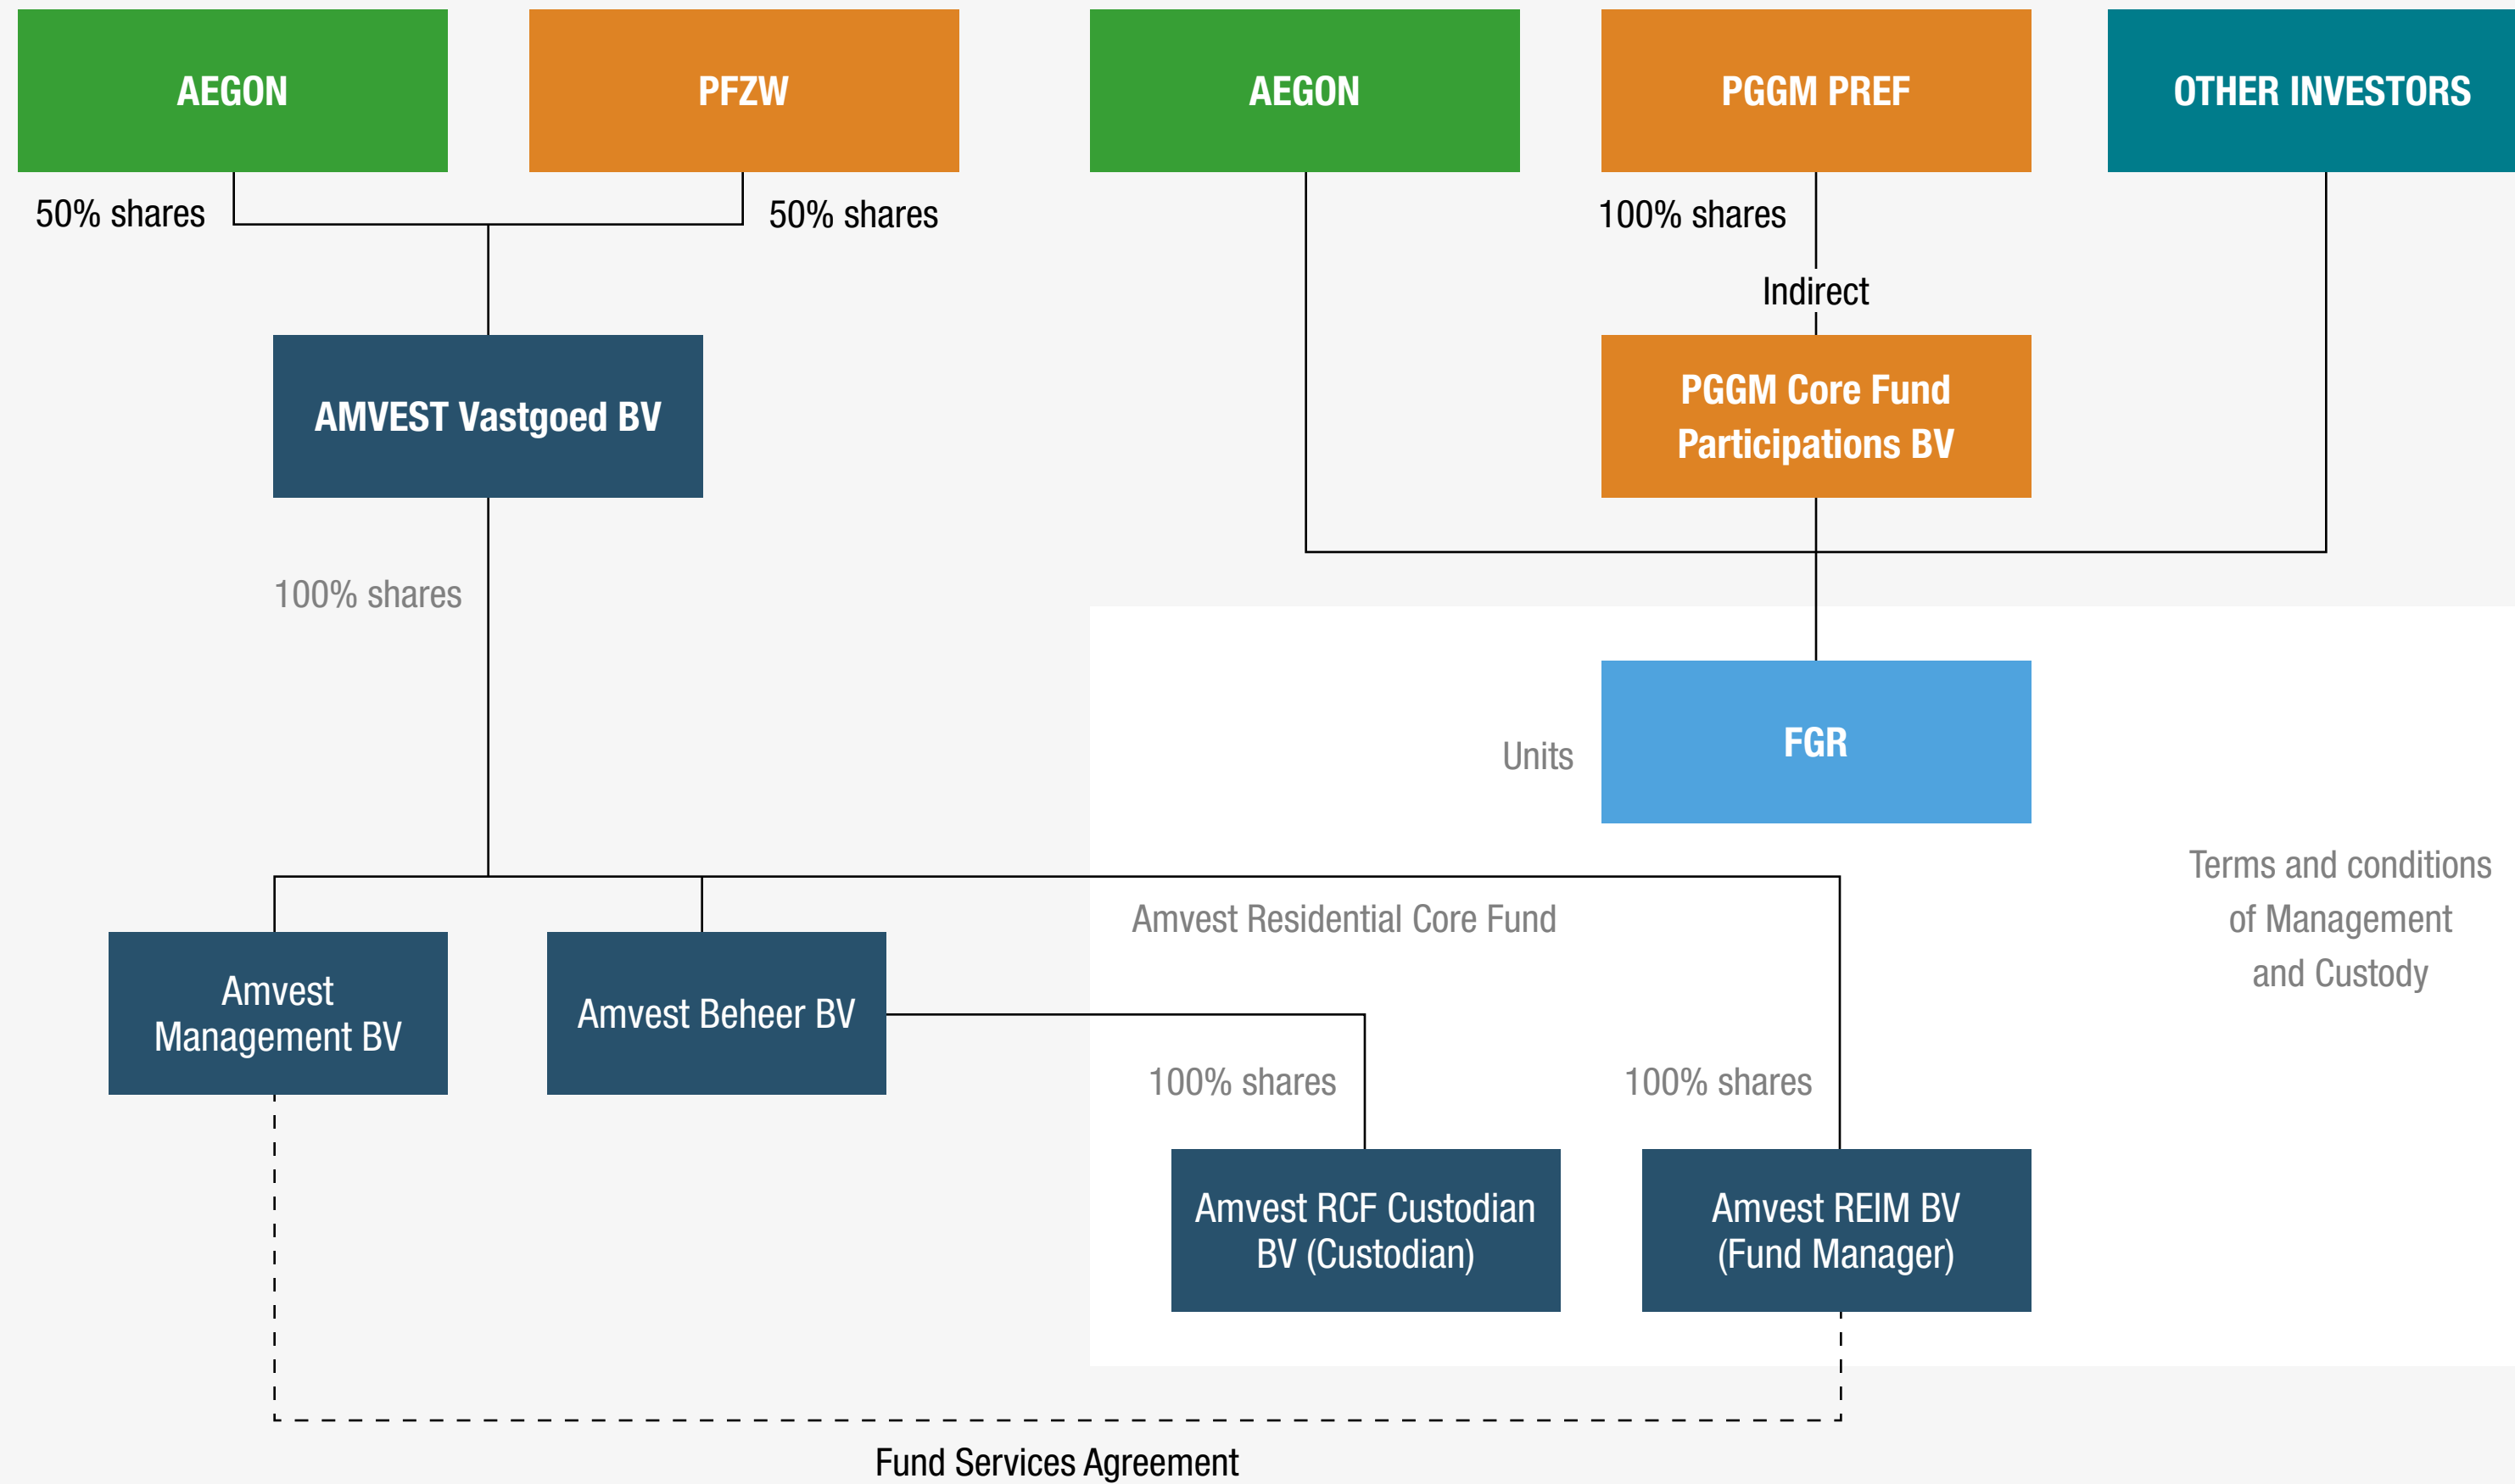 AEGON
PFZW
AEGON
PGGM PREF
OTHER INVESTORS
50% shares
50% shares
100% shares
Indirect
AMVEST Vastgoed BV
PGGM Core Fund
Participations BV
100% shares
Units
FGR
Terms and conditions
of Management
and Custody
Amvest Residential Core Fund
Amvest
Management BV
Amvest Beheer BV
100% shares
100% shares
Amvest RCF Custodian
BV (Custodian)
Amvest REIM BV
(Fund Manager)
Fund Services Agreement